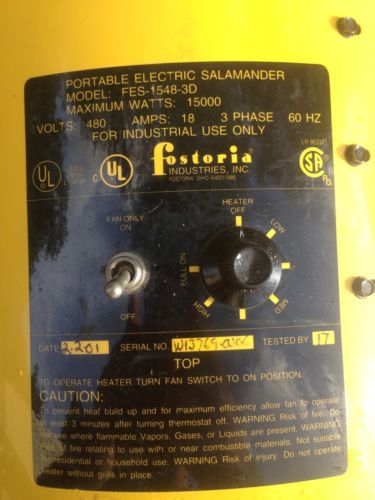 PORTABLE ELECTRIC SALAMANDER
MODEL: FES-1548-3D
MAXIMUM WATTS: 15000
VOLTS: 480 AMPS: 18 3 PHASE 60 HZ
FOR INDUSTRIAL USE ONLY
UL
C UL
fostoria
INDUSTRIES, INC.
FOSTORIA, OHIO
LR 96337
FAN ONLY
ON
OFF
HEATER
OFF
LOW
MED
HIGH
FULL ON
DATE 2-2-01 SERIAL NO. TESTED BY 17
TOP
TO OPERATE HEATER TURN FAN SWITCH TO ON POSITION.
CAUTION:
To prevent heat build up and for maximum efficiency allow fan to operate
at least 3 minutes after turning thermostat off. WARNING Risk of fire. Do
not use where flammable Vapors, Gases, or Liquids are present. WARNING
Risk of fire relating to use with or near combustible materials. Not suitable
for residential or household use. WARNING Risk of injury. Do not operate
heater without grills in place.